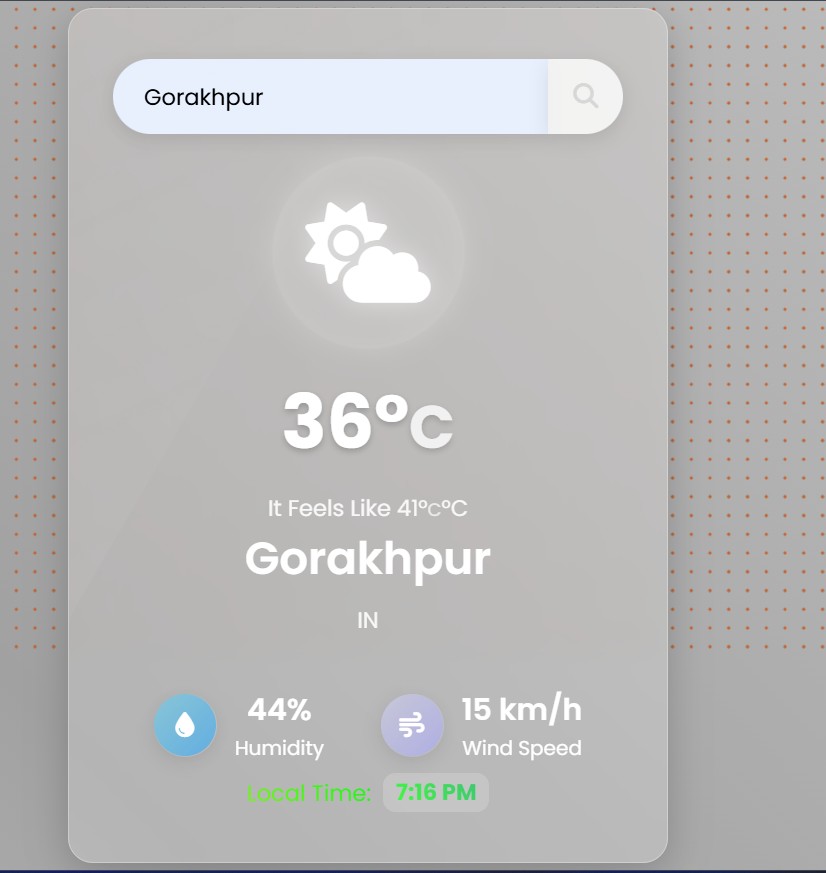 Gorakhpur
36°C
It Feels Like 41°C°C
Gorakhpur
IN
44%
Humidity
15 km/h
Wind Speed
Local Time: 7:16 PM